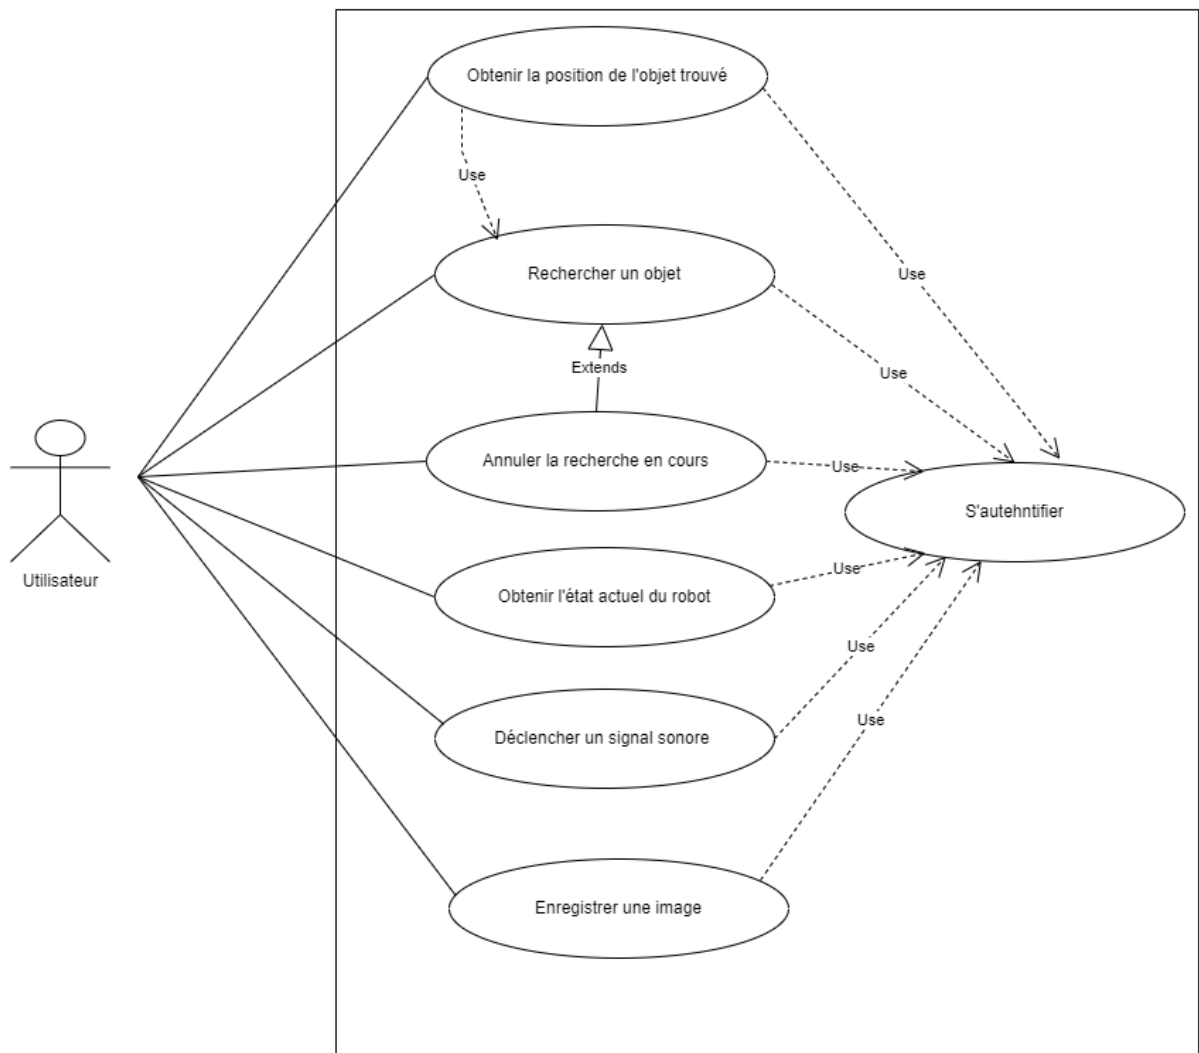 Obtenir la position de l'objet trouvé
Use
Rechercher un objet
Use
Extends
Use
Annuler la recherche en cours
Use
S'autehntifier
Utilisateur
Obtenir l'état actuel du robot
Use
Use
Déclencher un signal sonore
Use
Enregistrer une image